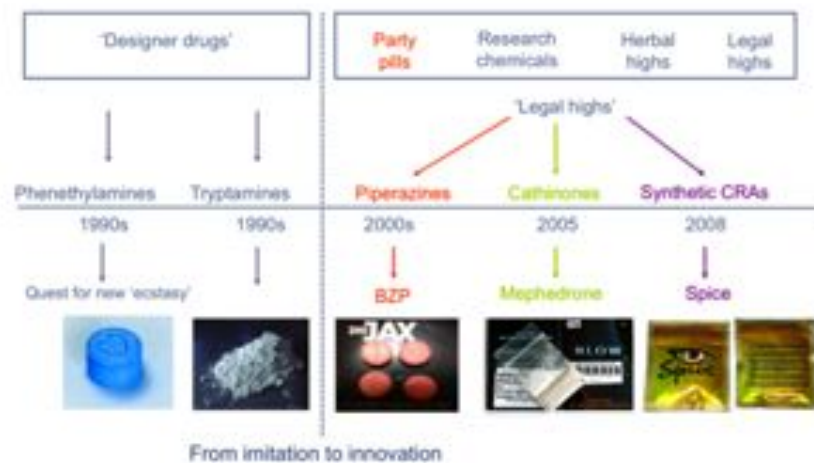 'Designer drugs'
Party pills
Research chemicals
Herbal highs
Legal highs
'Legal highs'
Phenethylamines
Tryptamines
Piperazines
Cathinones
Synthetic CRAs
1990s
1990s
2000s
2005
2008
Quest for new 'ecstasy'
BZP
Mephedrone
Spice
JAX
BLOW
Spice
From imitation to innovation